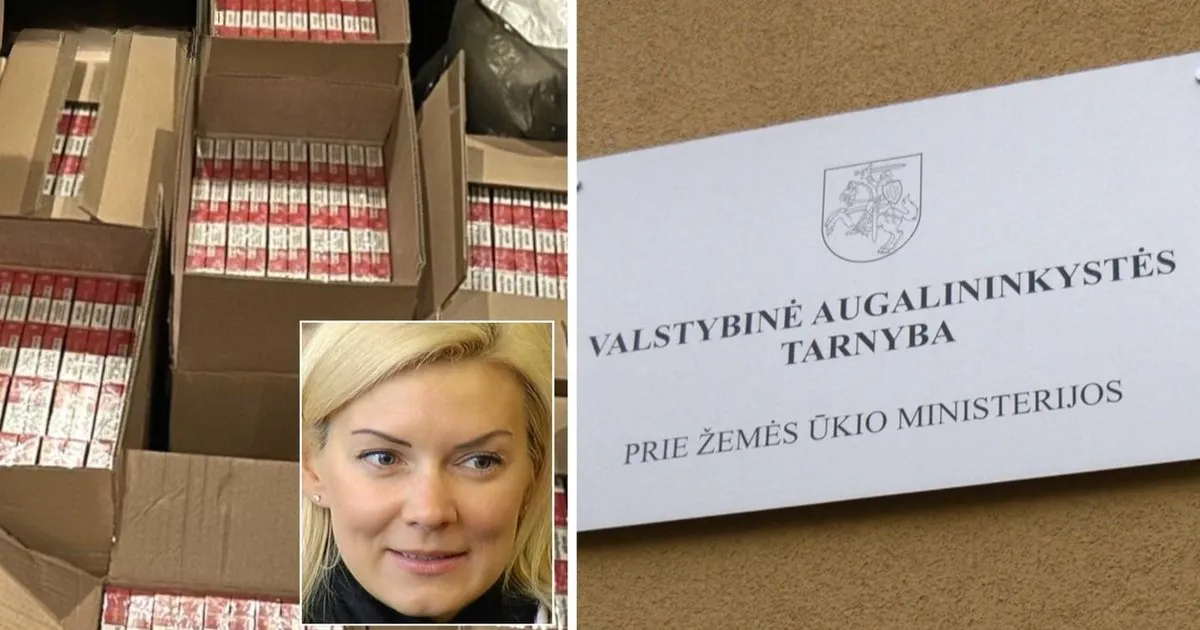 VALSTYBINĖ AUGALININKYSTĖS
TARNYBA
PRIE ŽEMĖS ŪKIO MINISTERIJOS